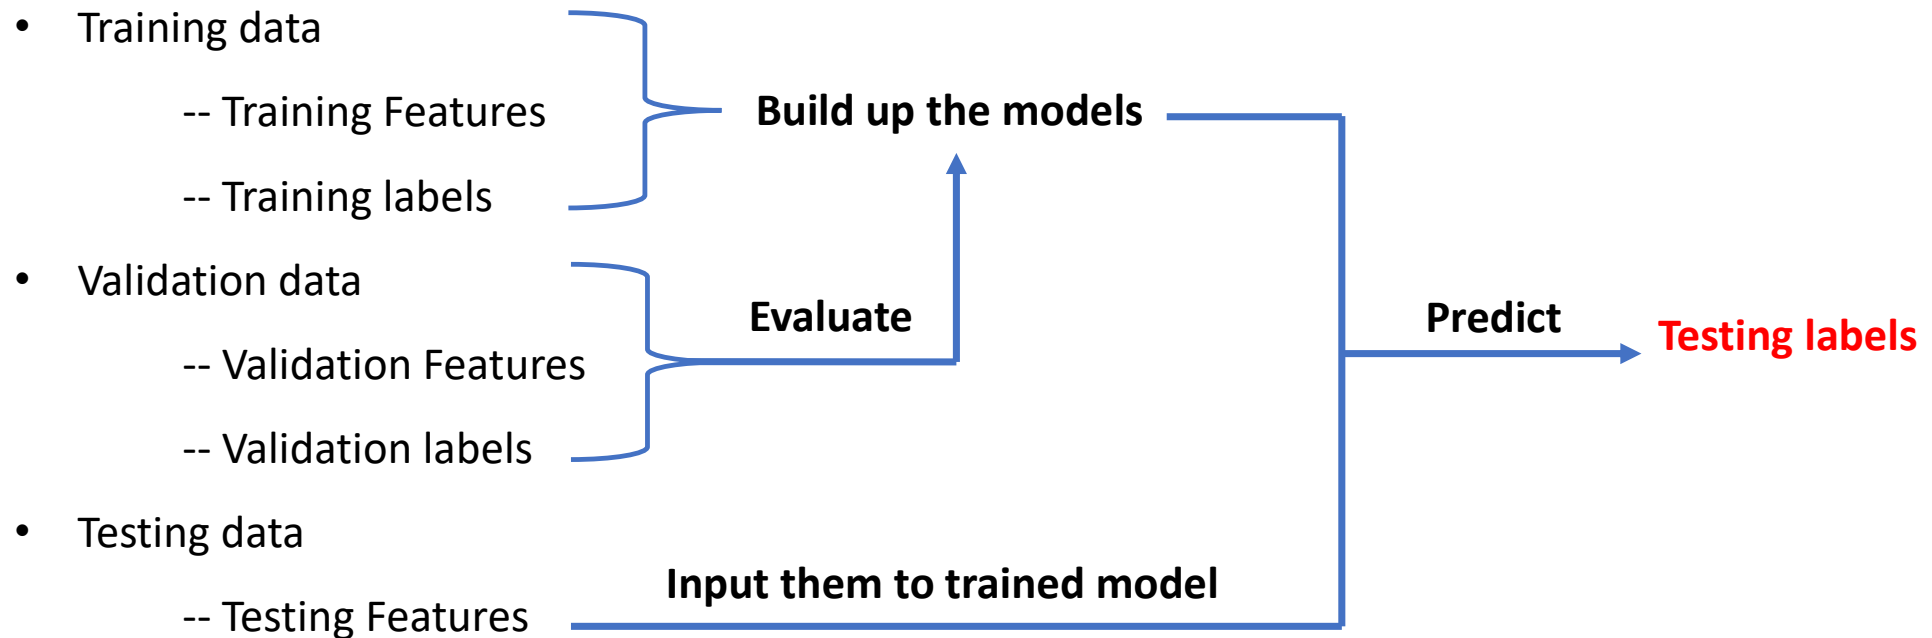 • Training data
-- Training Features
Build up the models
-- Training labels
• Validation data
Evaluate
Predict
Testing labels
-- Validation Features
-- Validation labels
• Testing data
Input them to trained model
-- Testing Features